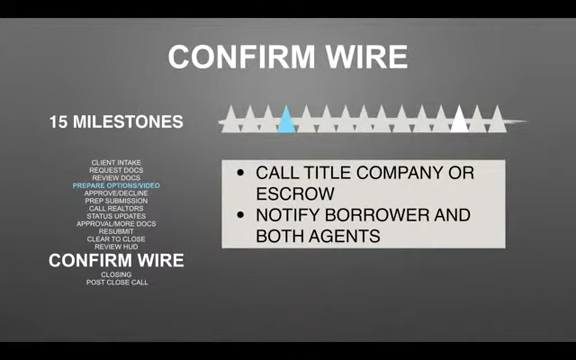 CONFIRM WIRE
15 MILESTONES
CLIENT INTAKE
REQUEST DOCS
REVIEW DOCS
PREPARE OPTIONS/VIDEO
APPROVE/DECLINE
PREP SUBMISSION
CALL REALTORS
STATUS UPDATES
APPROVAL/MORE DOCS
RESUBMIT
CLEAR TO CLOSE
REVIEW HUD
CONFIRM WIRE
CLOSING
POST CLOSE CALL
• CALL TITLE COMPANY OR
ESCROW
• NOTIFY BORROWER AND
BOTH AGENTS